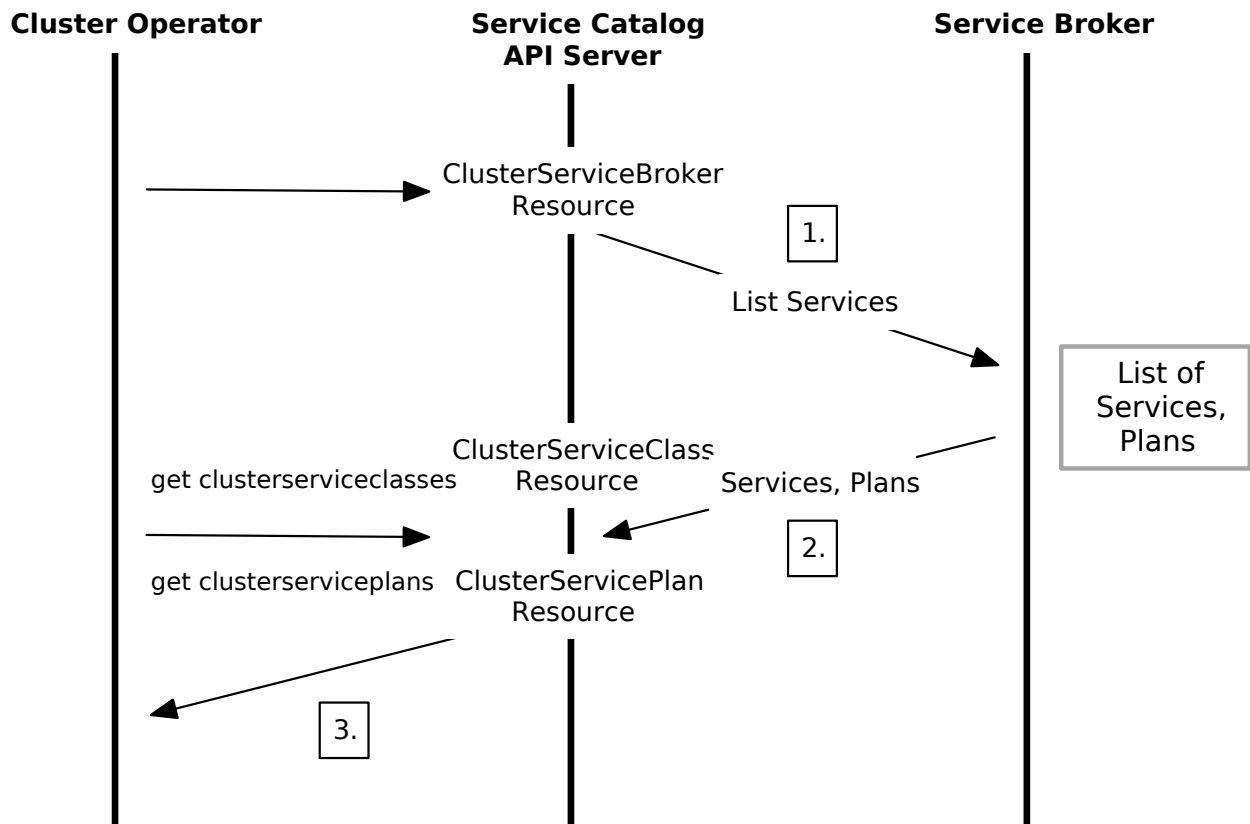 Cluster Operator
Service Catalog
API Server
Service Broker
ClusterServiceBroker
Resource
1.
List Services
List of
Services,
Plans
ClusterServiceClass
Resource
get clusterserviceclasses
Services, Plans
2.
get clusterserviceplans
ClusterServicePlan
Resource
3.